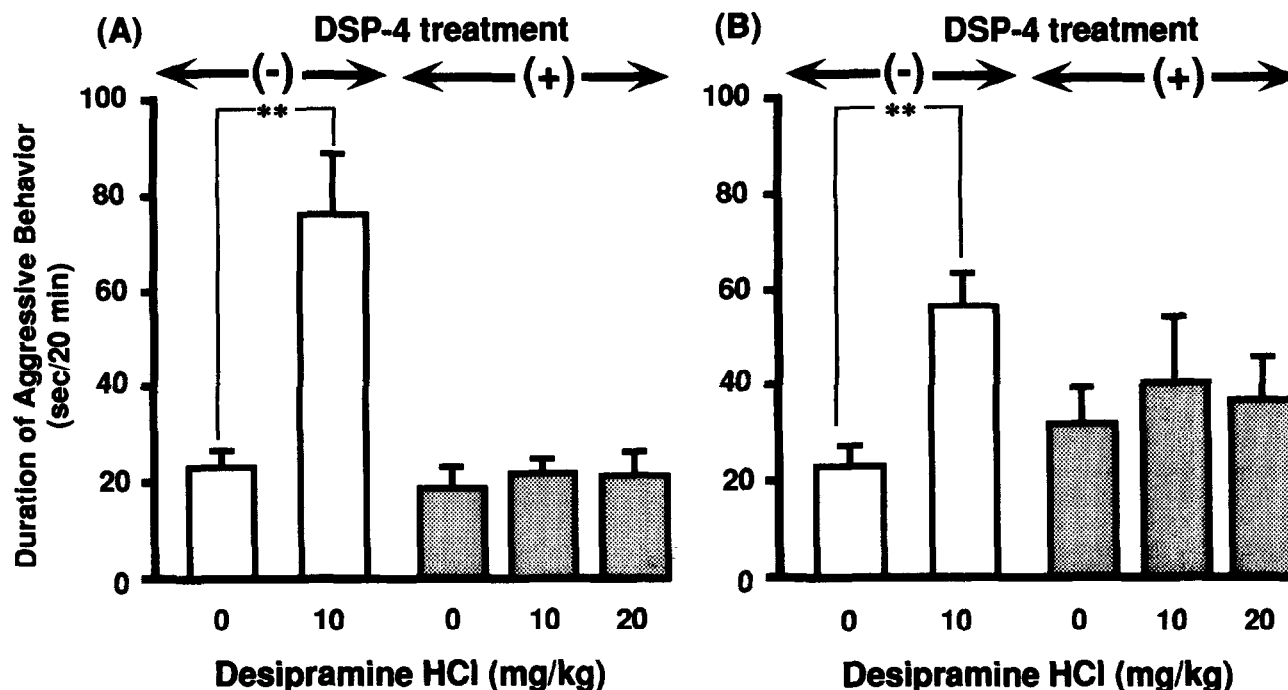 (A) DSP-4 treatment
(-) (+)
Duration of Aggressive Behavior
(sec/20 min)
100
80
60
40
20
0
**
0 10 0 10 20
Desipramine HCl (mg/kg)
(B) DSP-4 treatment
(-) (+)
100
80
60
40
20
0
**
0 10 0 10 20
Desipramine HCl (mg/kg)